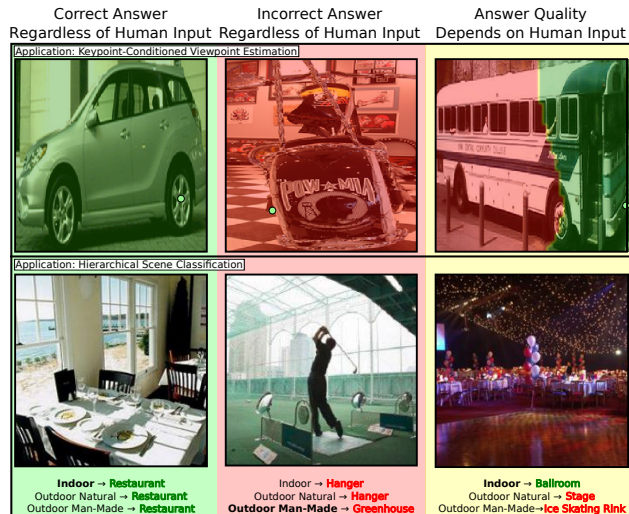 Correct Answer
Regardless of Human Input
Incorrect Answer
Regardless of Human Input
Answer Quality
Depends on Human Input
Application: Keypoint-Conditioned Viewpoint Estimation
POW★MIA
Application: Hierarchical Scene Classification
Indoor → Restaurant
Outdoor Natural → Restaurant
Outdoor Man-Made → Restaurant
Indoor → Hanger
Outdoor Natural → Hanger
Outdoor Man-Made → Greenhouse
Indoor → Ballroom
Outdoor Natural → Stage
Outdoor Man-Made→Ice Skating Rink